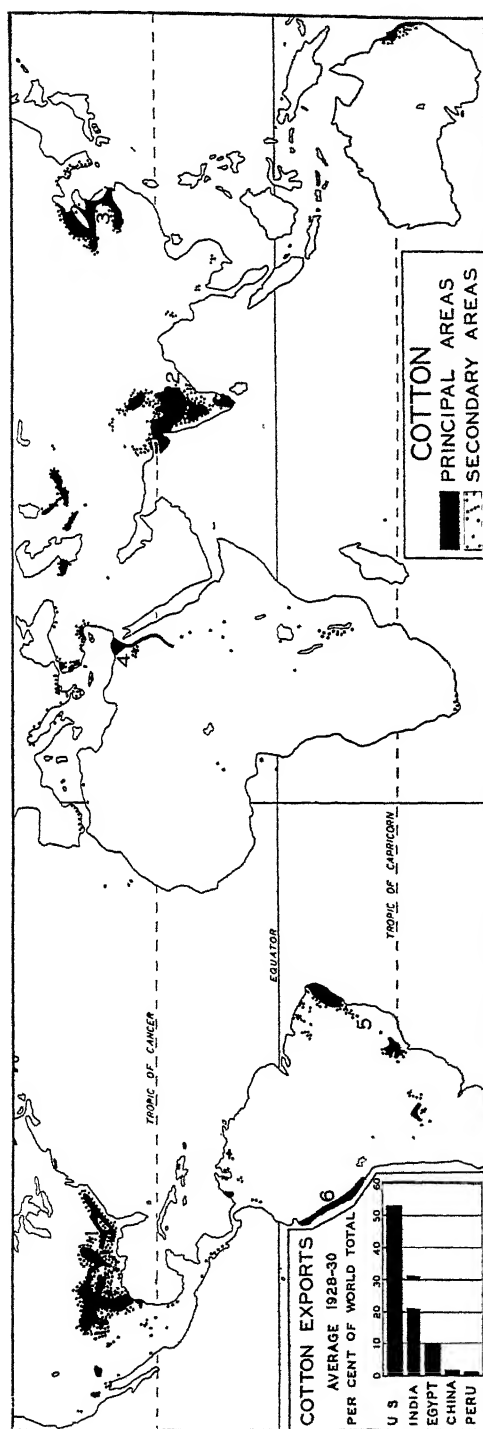 TROPIC OF CANCER
EQUATOR
TROPIC OF CAPRICORN
1
2
3
4
5
6
COTTON EXPORTS
AVERAGE 1928-30
PER CENT OF WORLD TOTAL
0 10 20 30 40 50 60
U S
INDIA
EGYPT
CHINA
PERU
COTTON
PRINCIPAL AREAS
SECONDARY AREAS